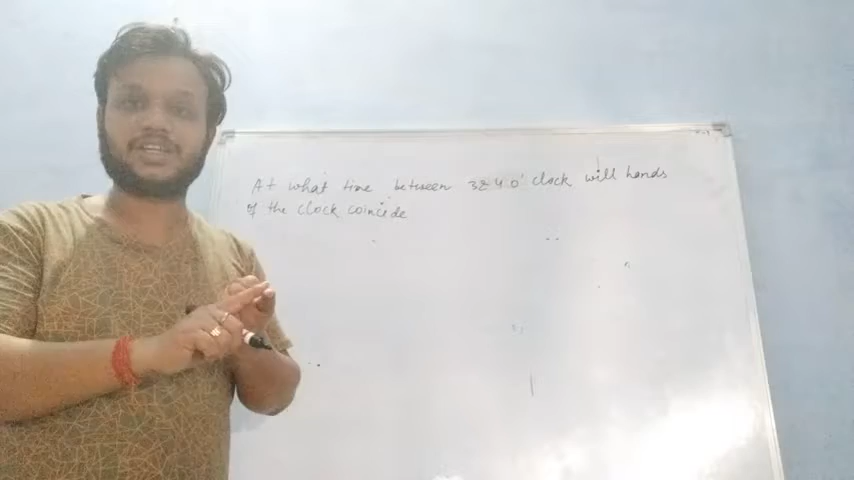 At what time between 3 & 4 O' clock will hands
of the clock coincide